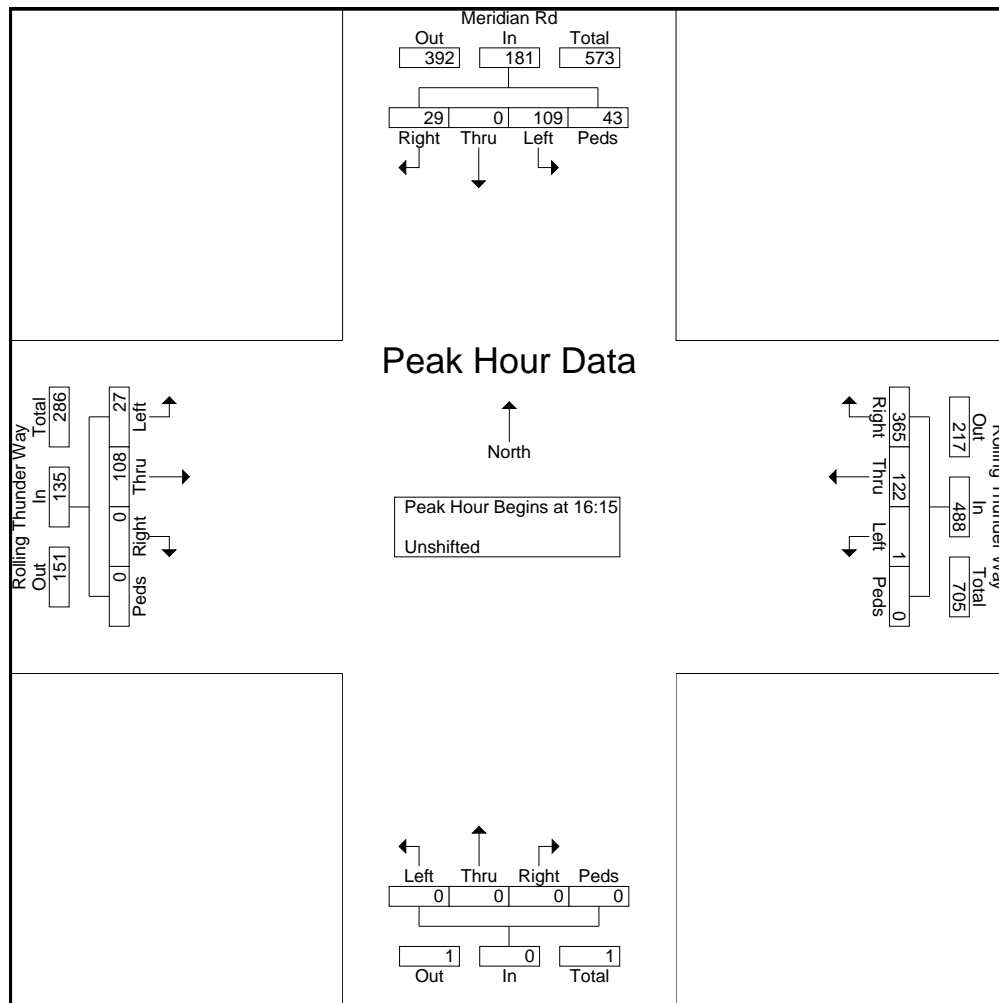 Meridian Rd
Out In Total
392 181 573
29 0 109 43
Right Thru Left Peds
Peak Hour Data
North
Peak Hour Begins at 16:15
Unshifted
Rolling Thunder Way
Out In Total
151 135 286
0 0 108 27
Peds Right Thru Left
Rolling Thunder Way
Out In Total
217 488 705
365 122 1 0
Right Thru Left Peds
Left Thru Right Peds
0 0 0 0
1 0 1
Out In Total